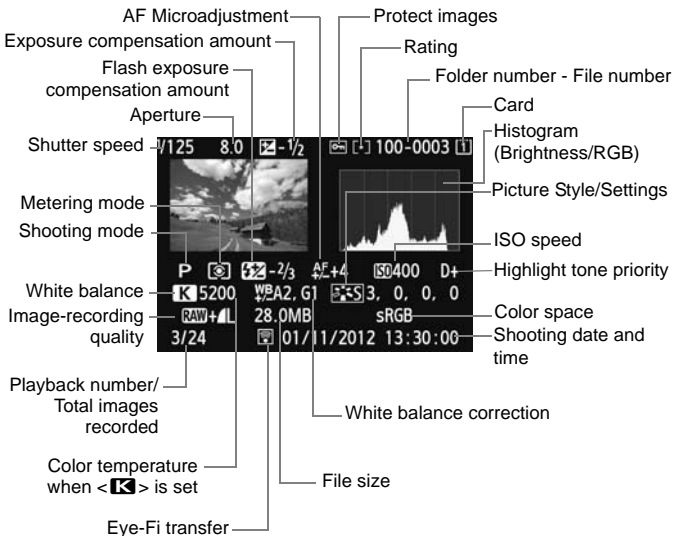 AF Microadjustment
Protect images
Exposure compensation amount
Rating
Flash exposure
compensation amount
Folder number - File number
Aperture
Card
Shutter speed
Histogram
(Brightness/RGB)
/125 8.0 -1/2 100-0003 1
Picture Style/Settings
Metering mode
Shooting mode
ISO speed
P -2/3 AF+4 ISO400 D+
Highlight tone priority
White balance
K 5200 WB A2, G1 S 3, 0, 0, 0
Image-recording
quality
RAW+L 28.0MB sRGB
Color space
3/24 01/11/2012 13:30:00
Shooting date and
time
Playback number/
Total images
recorded
White balance correction
Color temperature
when <K> is set
File size
Eye-Fi transfer